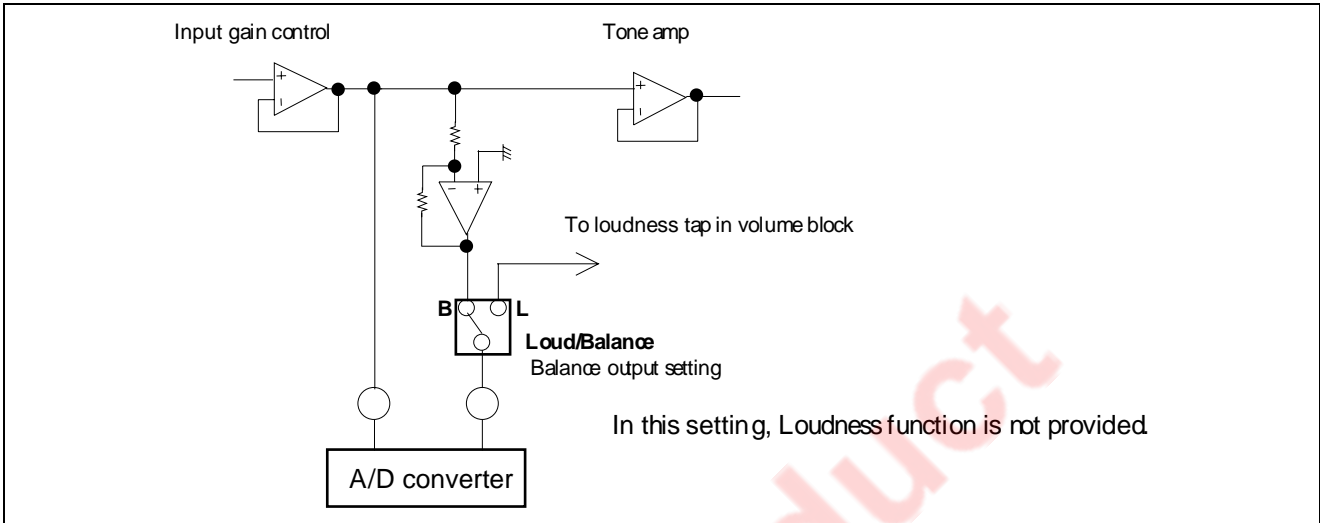 Input gain control
Tone amp
+
-
+
-
- +
To loudness tap in volume block
B L
Loud/Balance
Balance output setting
In this setting, Loudness function is not provided.
A/D converter
duct